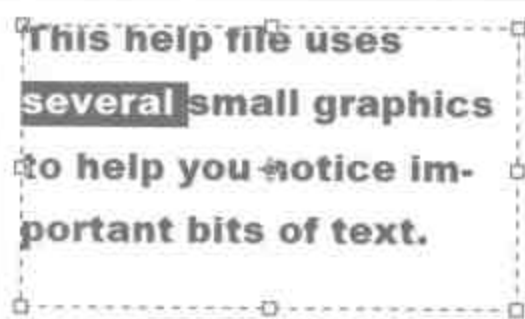 This help file uses
several small graphics
to help you notice im-
portant bits of text.